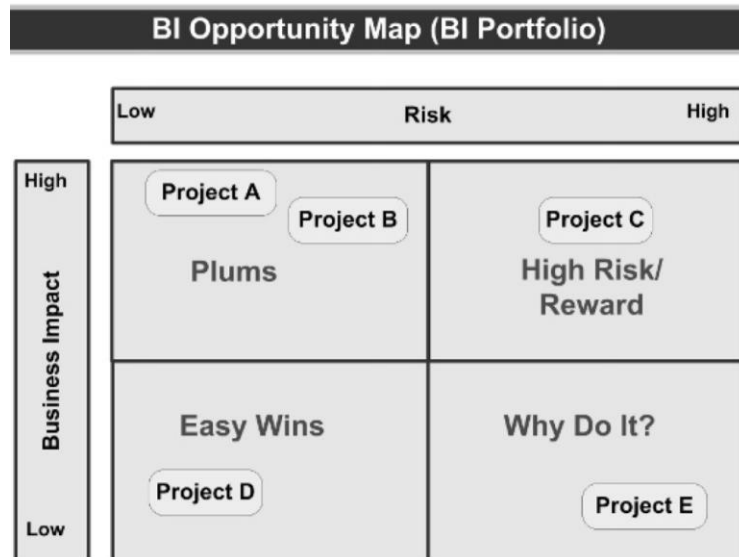 BI Opportunity Map (BI Portfolio)
Low Risk High
High
Business Impact
Low
Project A
Project B
Plums
Project C
High Risk/
Reward
Easy Wins
Project D
Why Do It?
Project E